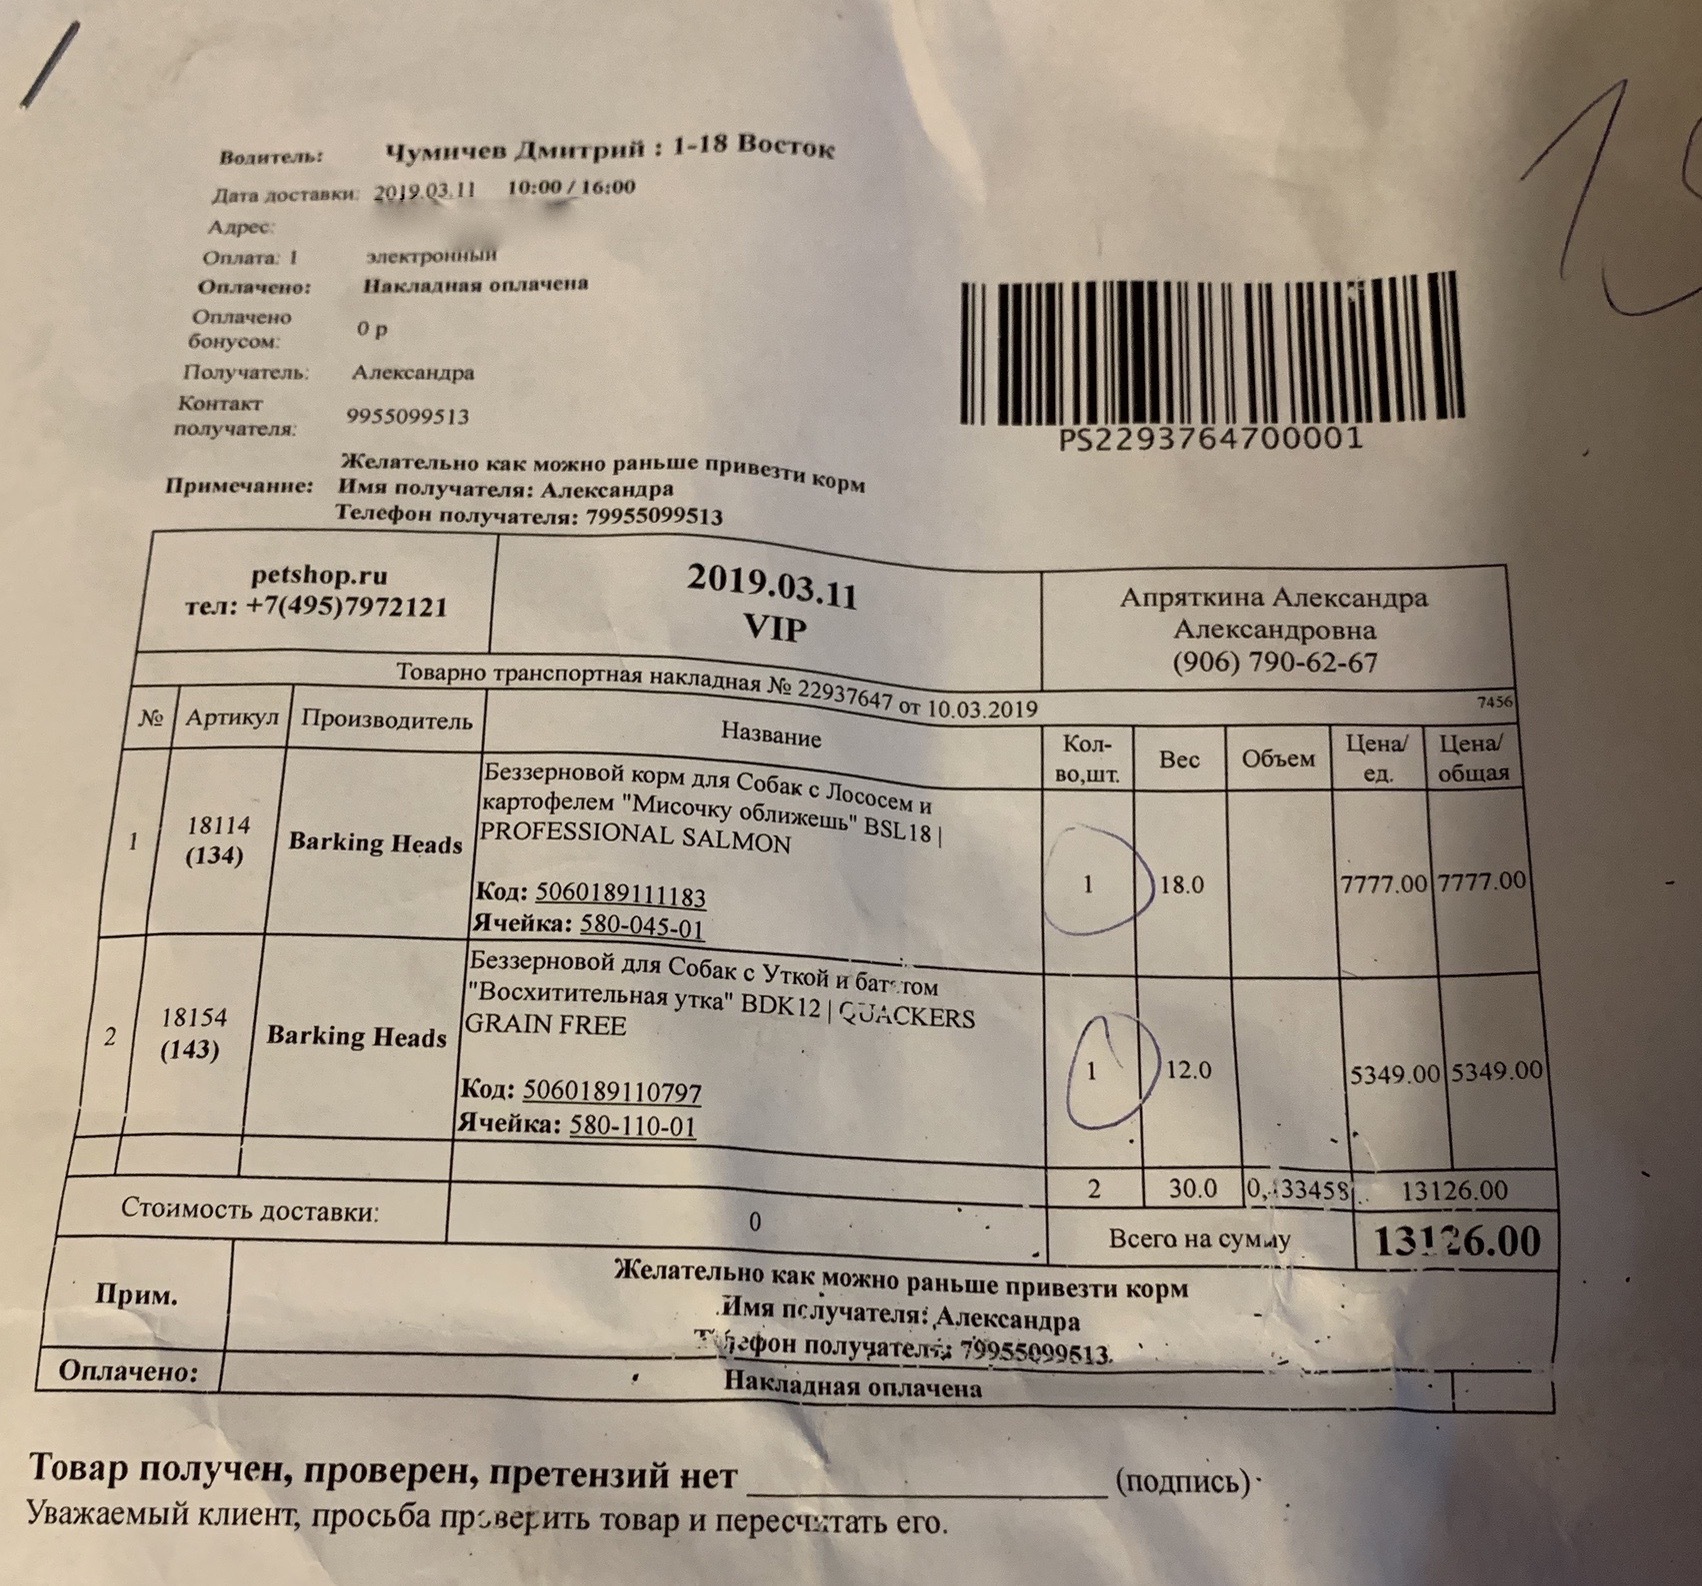 Водитель: Чумичев Дмитрий : 1-18 Восток
Дата доставки: 2019.03.11 10:00 / 16:00
Адрес:
Оплата: 1 электронный
Оплачено: Накладная оплачена
Оплачено
бонусом: 0 р
Получатель: Александра
Контакт
получателя: 9955099513
PS2293764700001
Желательно как можно раньше привезти корм
Примечание: Имя получателя: Александра
Телефон получателя: 79955099513
petshop.ru
тел: +7(495)7972121
2019.03.11
VIP
Апряткина Александра
Александровна
(906) 790-62-67
Товарно транспортная накладная № 22937647 от 10.03.2019
7456
№ Артикул Производитель Название Кол-во,шт. Вес Объем Цена/ед. Цена/общая
1 18114 (134) Barking Heads
Беззерновой корм для Собак с Лососем и
картофелем "Мисочку оближешь" BSL18 |
PROFESSIONAL SALMON
Код: 5060189111183
Ячейка: 580-045-01
1 18.0 7777.00 7777.00
2 18154 (143) Barking Heads
Беззерновой для Собак с Уткой и бататом
"Восхитительная утка" BDK12 | QUACKERS
GRAIN FREE
Код: 5060189110797
Ячейка: 580-110-01
1 12.0 5349.00 5349.00
2 30.0 13126.00
Стоимость доставки: 0 Всего на сумму 13126.00
Прим.
Желательно как можно раньше привезти корм
Имя получателя: Александра
Телефон получателя: 79955099513
Оплачено: Накладная оплачена
Товар получен, проверен, претензий нет (подпись)
Уважаемый клиент, просьба проверить товар и пересчитать его.